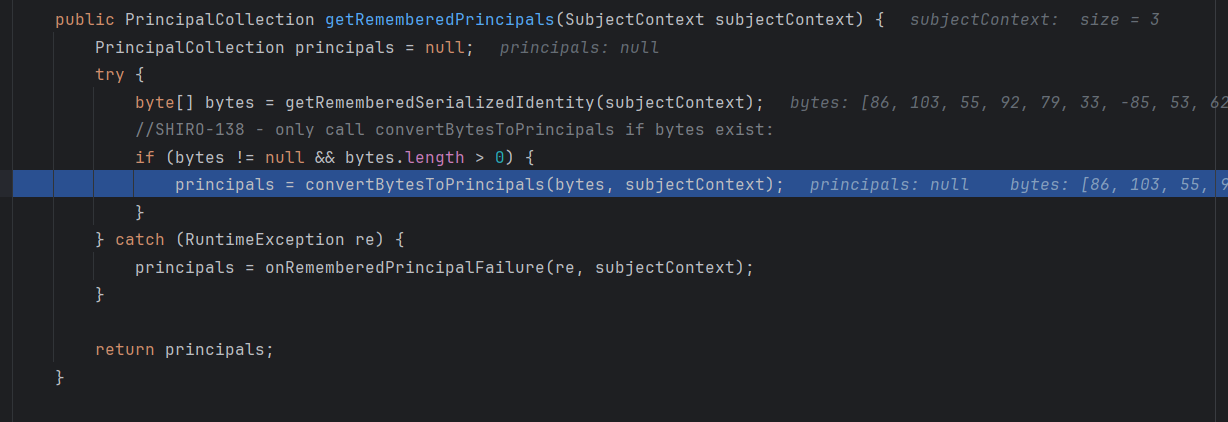 public PrincipalCollection getRememberedPrincipals(SubjectContext subjectContext) {   subjectContext:  size = 3
    PrincipalCollection principals = null;   principals: null
    try {
        byte[] bytes = getRememberedSerializedIdentity(subjectContext);   bytes: [86, 103, 55, 92, 79, 33, -85, 53, 62
        //SHIRO-138 - only call convertBytesToPrincipals if bytes exist:
        if (bytes != null && bytes.length > 0) {
            principals = convertBytesToPrincipals(bytes, subjectContext);   principals: null    bytes: [86, 103, 55, 9
        }
    } catch (RuntimeException re) {
        principals = onRememberedPrincipalFailure(re, subjectContext);
    }
    return principals;
}